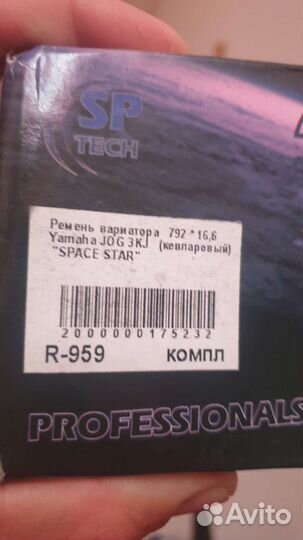 SP
TECH
Ремень вариатора 792*16,6
Yamaha JOG 3KJ (кевларовый)
"SPACE STAR"
2000000175232
R-959 компл
PROFESSIONALS
Avito